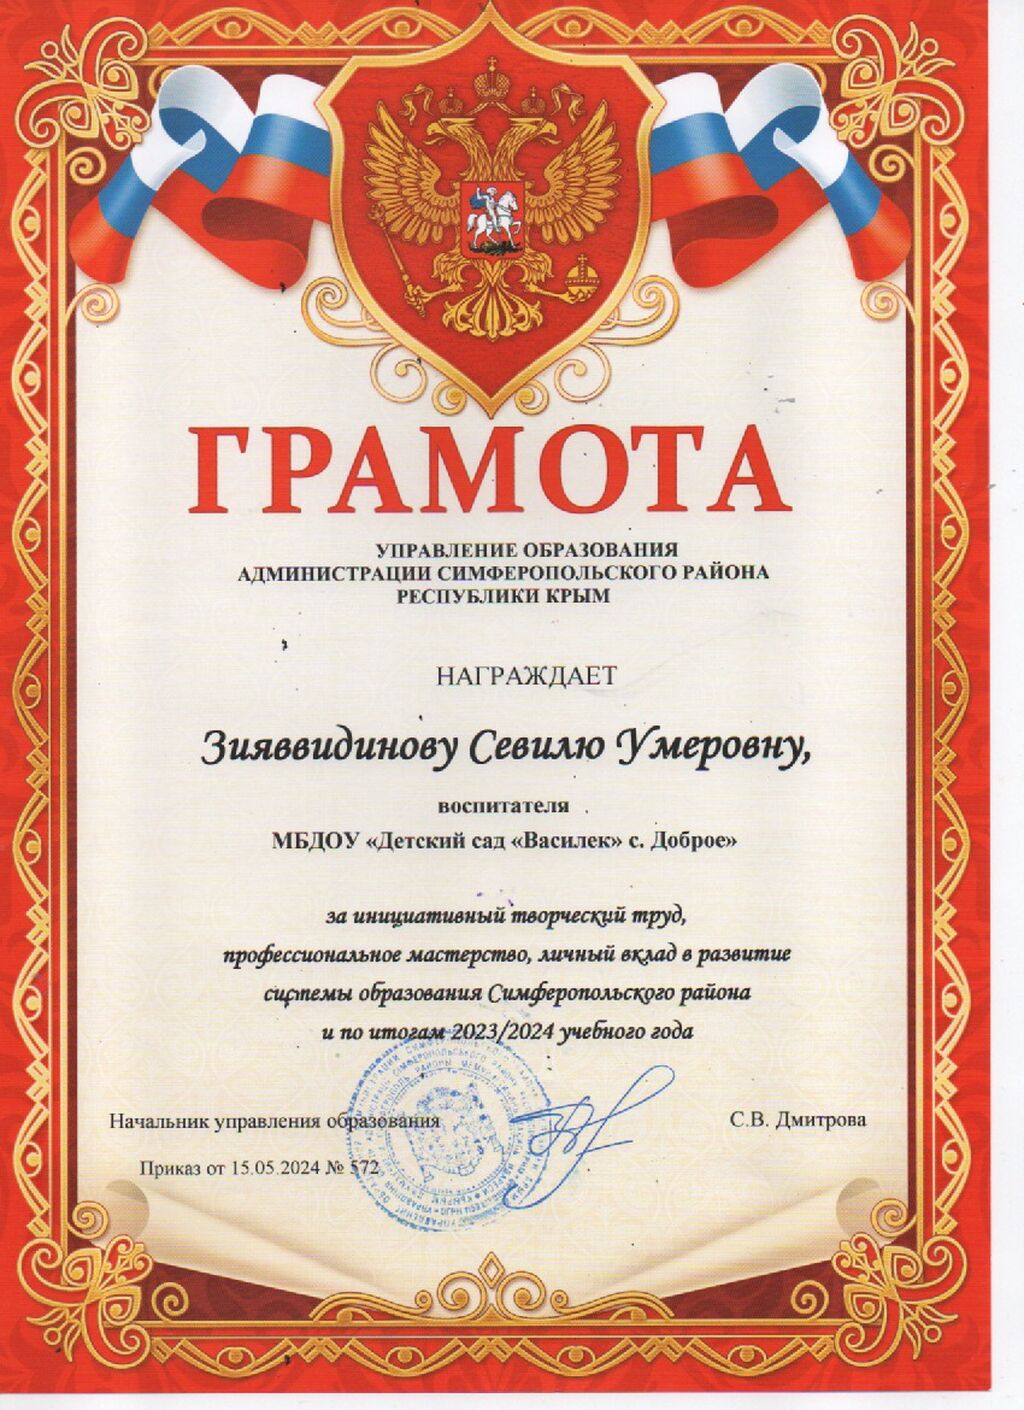 ГРАМОТА
УПРАВЛЕНИЕ ОБРАЗОВАНИЯ
АДМИНИСТРАЦИИ СИМФЕРОПОЛЬСКОГО РАЙОНА
РЕСПУБЛИКИ КРЫМ
НАГРАЖДАЕТ
Зияввидинову Севилю Умеровну,
воспитателя
МБДОУ «Детский сад «Василек» с. Доброе»
за инициативный творческий труд,
профессиональное мастерство, личный вклад в развитие
системы образования Симферопольского района
и по итогам 2023/2024 учебного года
Начальник управления образования С.В. Дмитрова
Приказ от 15.05.2024 № 572